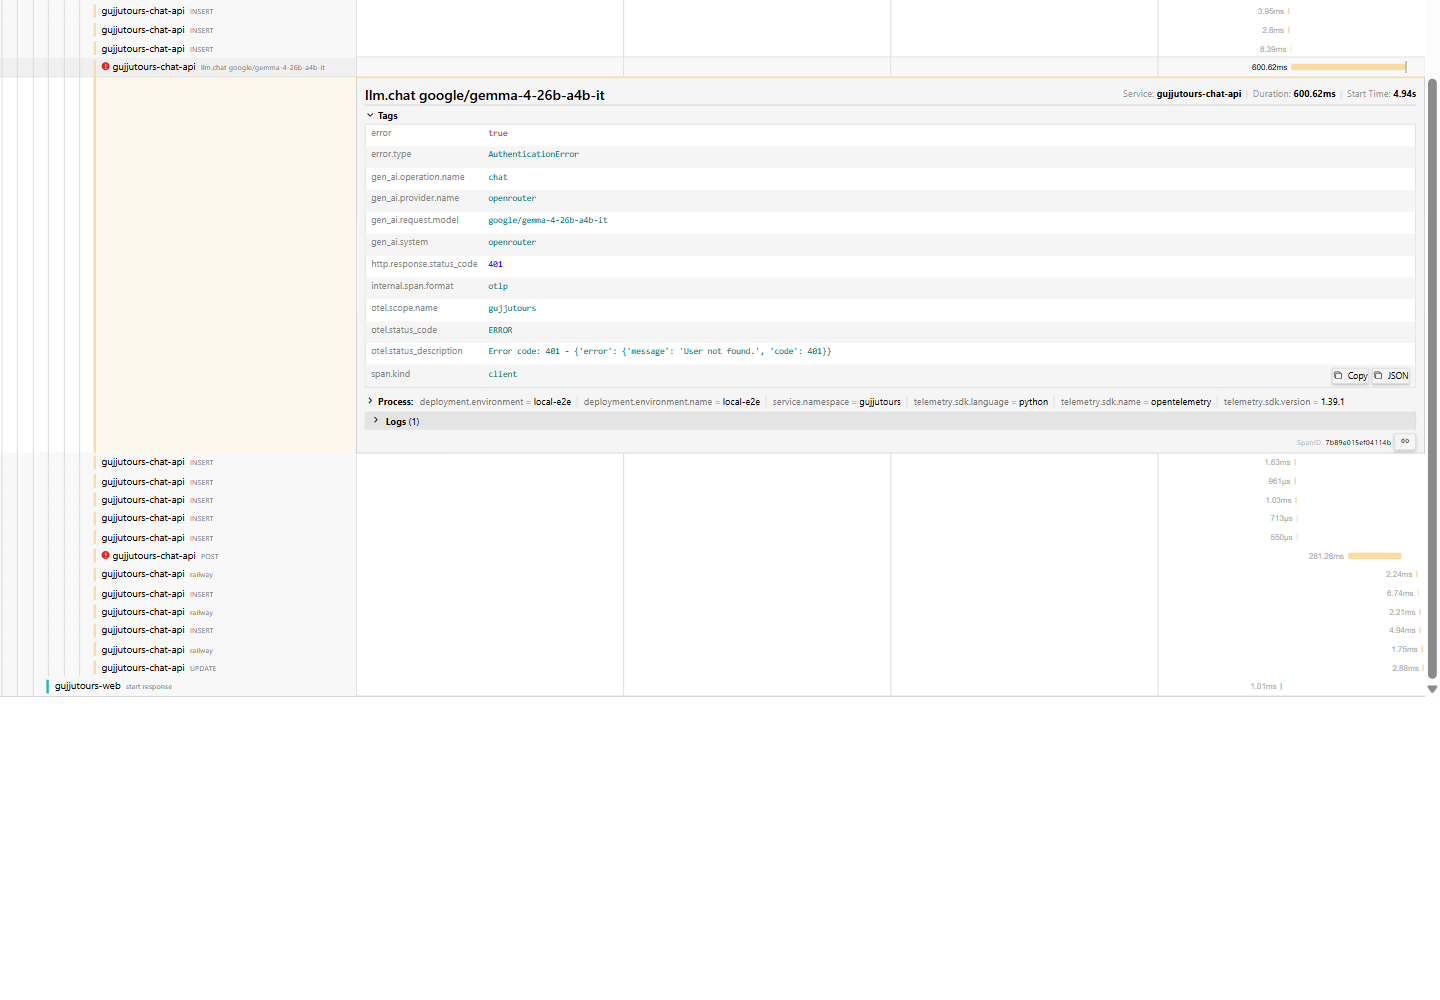 gujjutours-chat-api INSERT 3.95ms
gujjutours-chat-api INSERT 2.8ms
gujjutours-chat-api INSERT 8.39ms
gujjutours-chat-api llm.chat google/gemma-4-26b-a4b-it 600.62ms
llm.chat google/gemma-4-26b-a4b-it Service: gujjutours-chat-api Duration: 600.62ms Start Time: 4.94s
Tags
error true
error.type AuthenticationError
gen_ai.operation.name chat
gen_ai.provider.name openrouter
gen_ai.request.model google/gemma-4-26b-a4b-it
gen_ai.system openrouter
http.response.status_code 401
internal.span.format otlp
otel.scope.name gujjutours
otel.status_code ERROR
otel.status_description Error code: 401 - {'error': {'message': 'User not found.', 'code': 401}}
span.kind client
Copy JSON
Process: deployment.environment = local-e2e deployment.environment.name = local-e2e service.namespace = gujjutours telemetry.sdk.language = python telemetry.sdk.name = opentelemetry telemetry.sdk.version = 1.39.1
Logs (1)
SpanID: 7b89e015ef04114b
gujjutours-chat-api INSERT 1.63ms
gujjutours-chat-api INSERT 961μs
gujjutours-chat-api INSERT 1.03ms
gujjutours-chat-api INSERT 713μs
gujjutours-chat-api INSERT 550μs
gujjutours-chat-api POST 281.26ms
gujjutours-chat-api railway 2.24ms
gujjutours-chat-api INSERT 6.74ms
gujjutours-chat-api railway 2.21ms
gujjutours-chat-api INSERT 4.94ms
gujjutours-chat-api railway 1.75ms
gujjutours-chat-api UPDATE 2.88ms
gujjutours-web start response 1.01ms